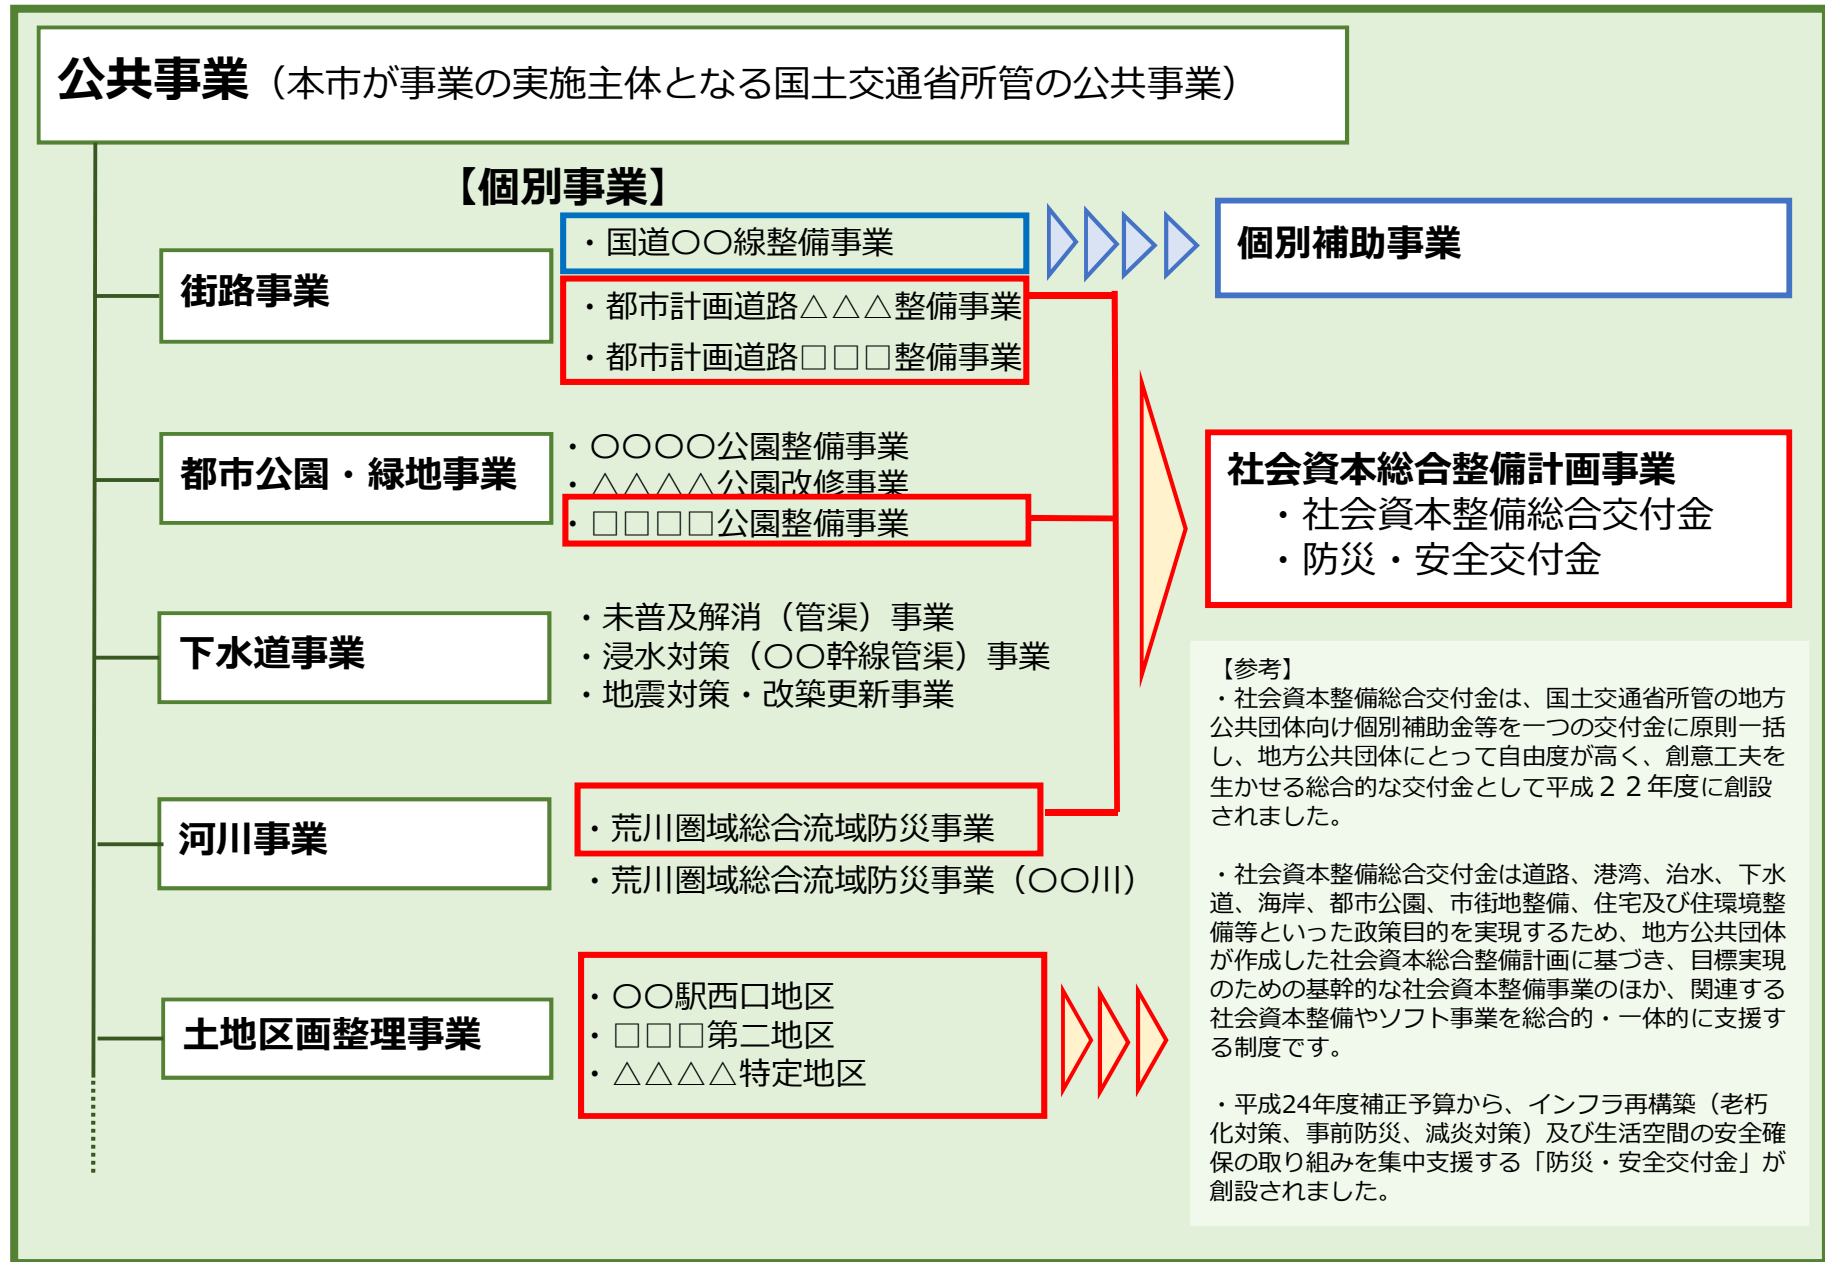 公共事業（本市が事業の実施主体となる国土交通省所管の公共事業）
【個別事業】
街路事業
・国道〇〇線整備事業
・都市計画道路△△△整備事業
・都市計画道路□□□整備事業
個別補助事業
都市公園・緑地事業
・〇〇〇〇公園整備事業
・△△△△公園改修事業
・□□□□公園整備事業
社会資本総合整備計画事業
・社会資本整備総合交付金
・防災・安全交付金
下水道事業
・未普及解消（管渠）事業
・浸水対策（〇〇幹線管渠）事業
・地震対策・改築更新事業
河川事業
・荒川圏域総合流域防災事業
・荒川圏域総合流域防災事業（〇〇川）
土地区画整理事業
・〇〇駅西口地区
・□□□第二地区
・△△△△特定地区
【参考】
・社会資本整備総合交付金は、国土交通省所管の地方
公共団体向け個別補助金等を一つの交付金に原則一括
し、地方公共団体にとって自由度が高く、創意工夫を
生かせる総合的な交付金として平成２２年度に創設
されました。
・社会資本整備総合交付金は道路、港湾、治水、下水
道、海岸、都市公園、市街地整備、住宅及び住環境整
備等といった政策目的を実現するため、地方公共団体
が作成した社会資本総合整備計画に基づき、目標実現
のための基幹的な社会資本整備事業のほか、関連する
社会資本整備やソフト事業を総合的・一体的に支援す
る制度です。
・平成24年度補正予算から、インフラ再構築（老朽
化対策、事前防災、減炎対策）及び生活空間の安全確
保の取り組みを集中支援する「防災・安全交付金」が
創設されました。